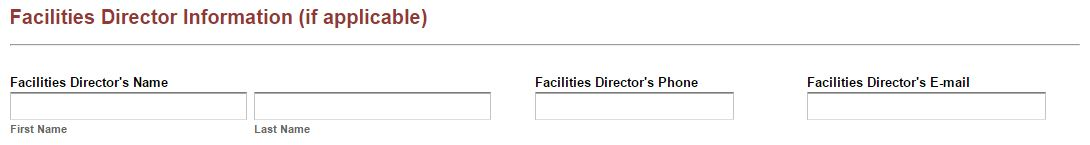 Facilities Director Information (if applicable)
Facilities Director's Name Facilities Director's Phone Facilities Director's E-mail
First Name Last Name